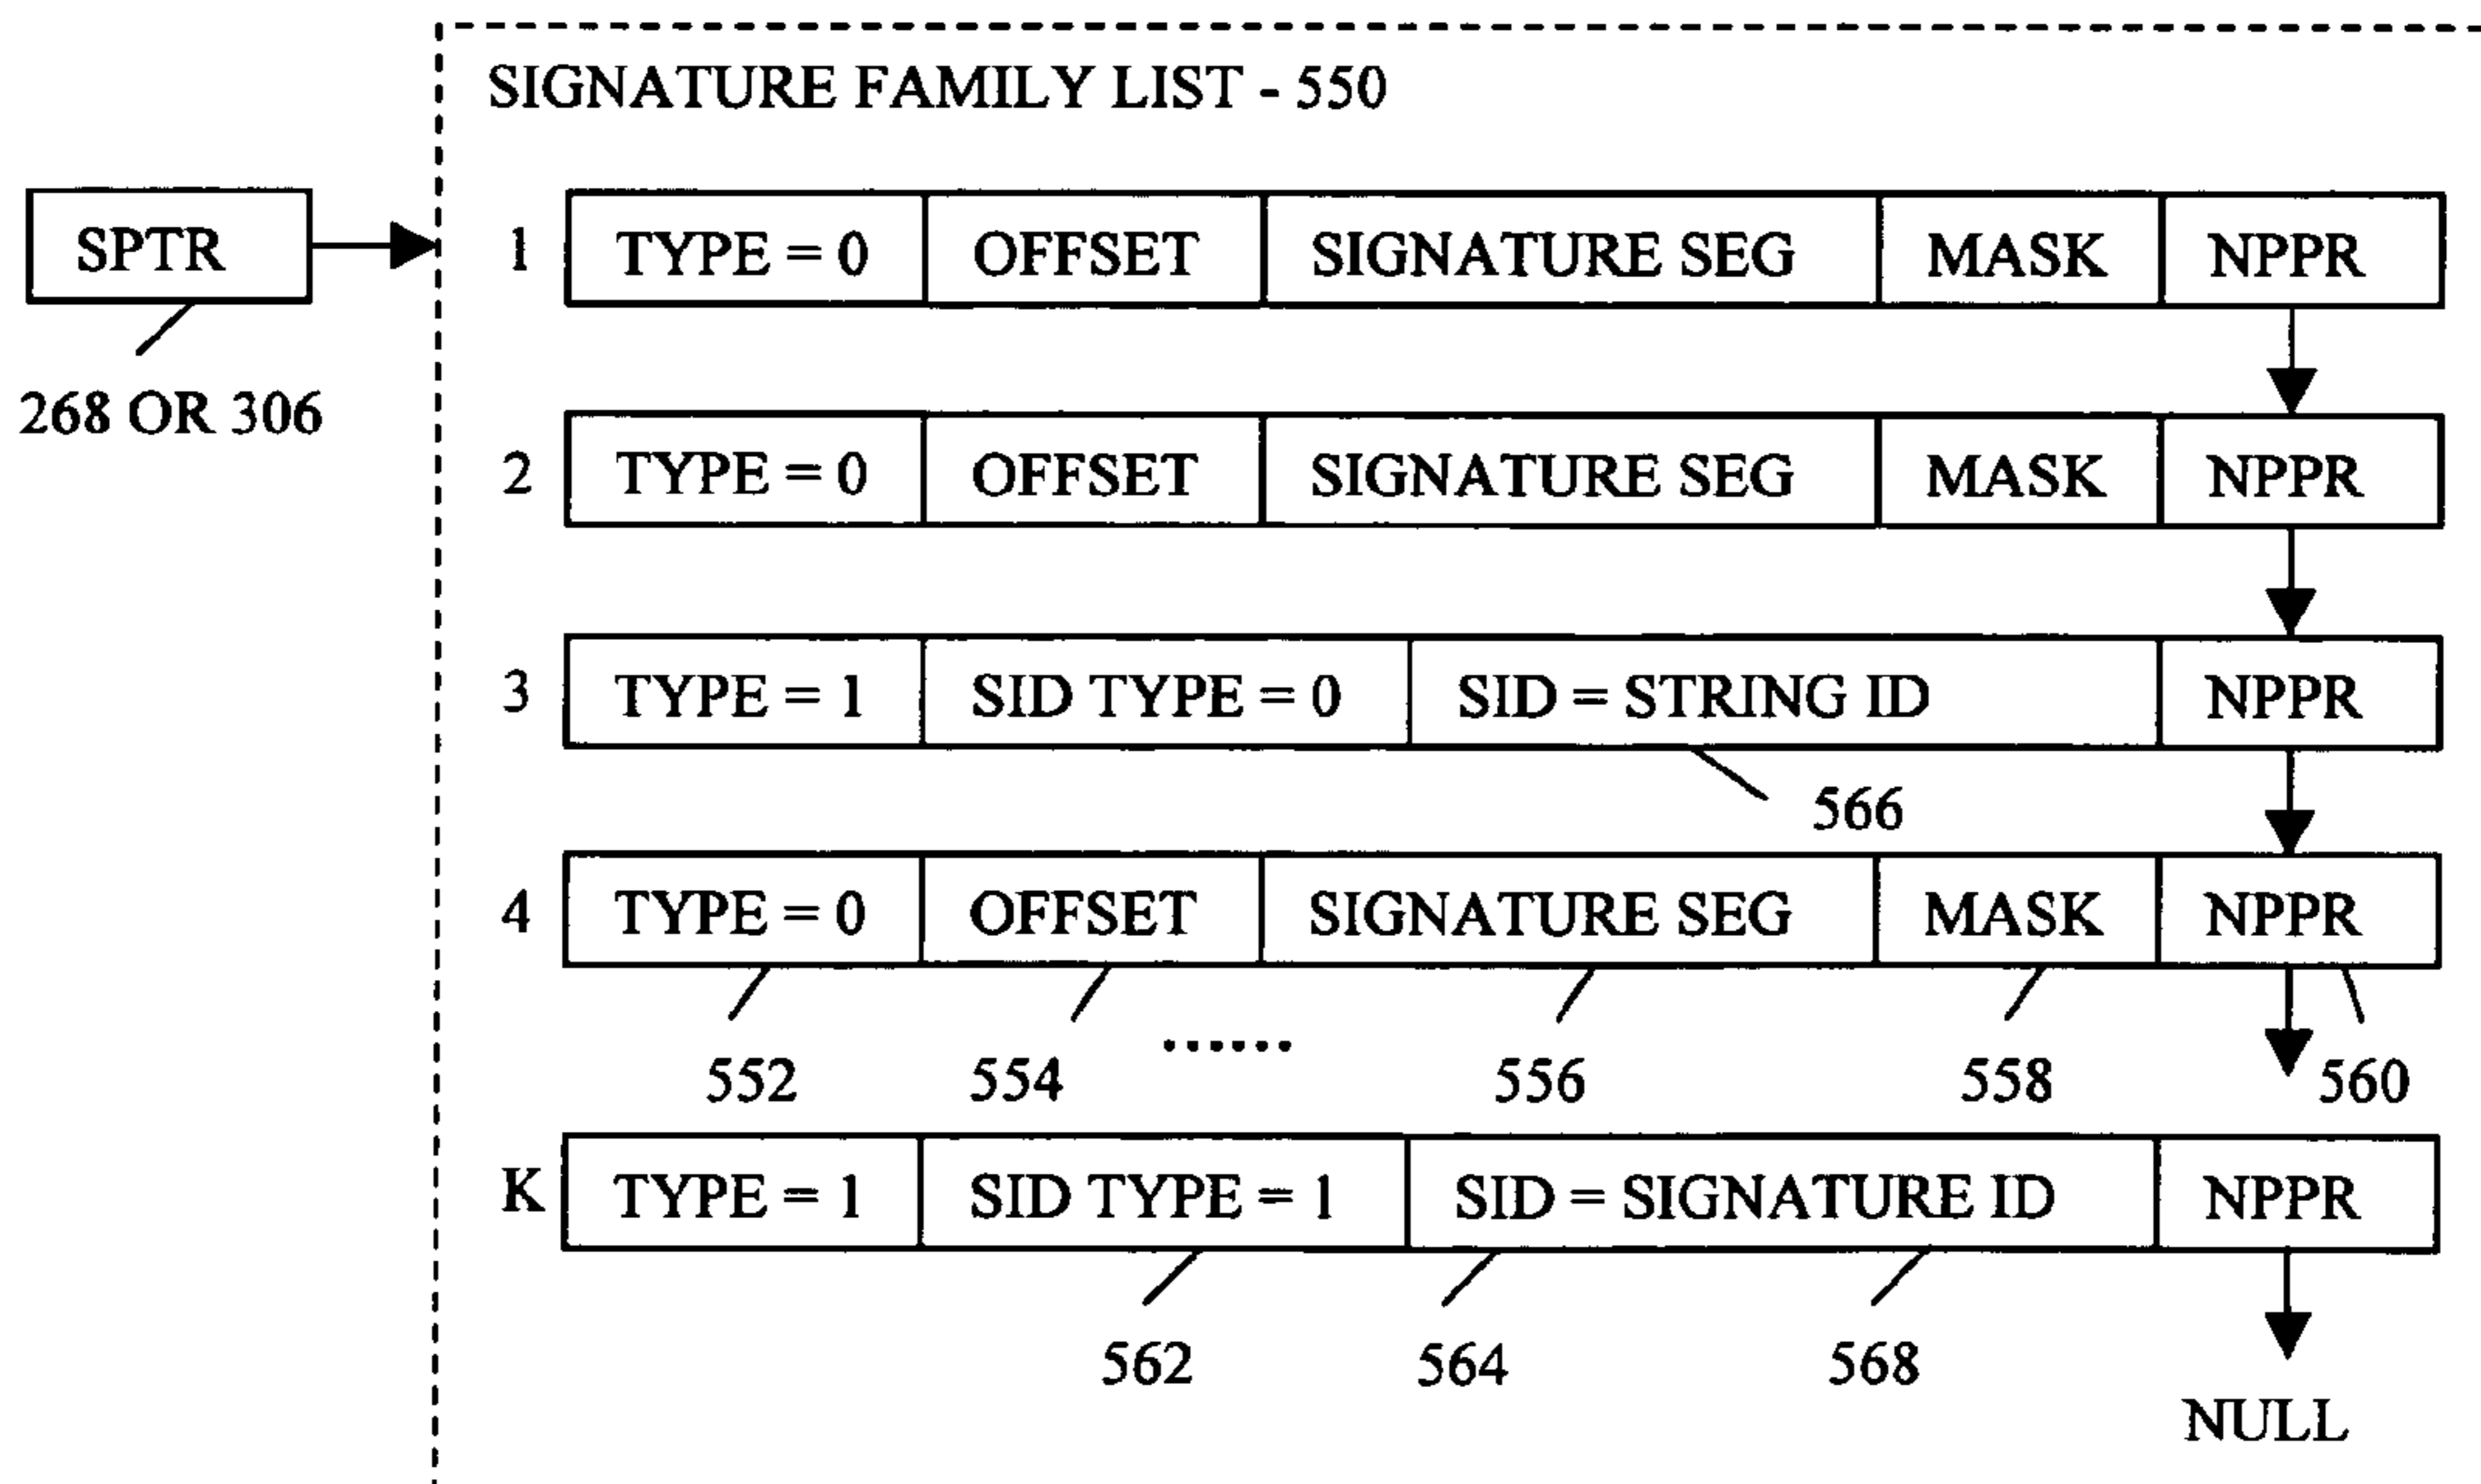 SIGNATURE FAMILY LIST - 550
SPTR
268 OR 306
1 TYPE = 0 OFFSET SIGNATURE SEG MASK NPPR
2 TYPE = 0 OFFSET SIGNATURE SEG MASK NPPR
3 TYPE = 1 SID TYPE = 0 SID = STRING ID NPPR
566
4 TYPE = 0 OFFSET SIGNATURE SEG MASK NPPR
......
552 554 556 558 560
K TYPE = 1 SID TYPE = 1 SID = SIGNATURE ID NPPR
562 564 568
NULL